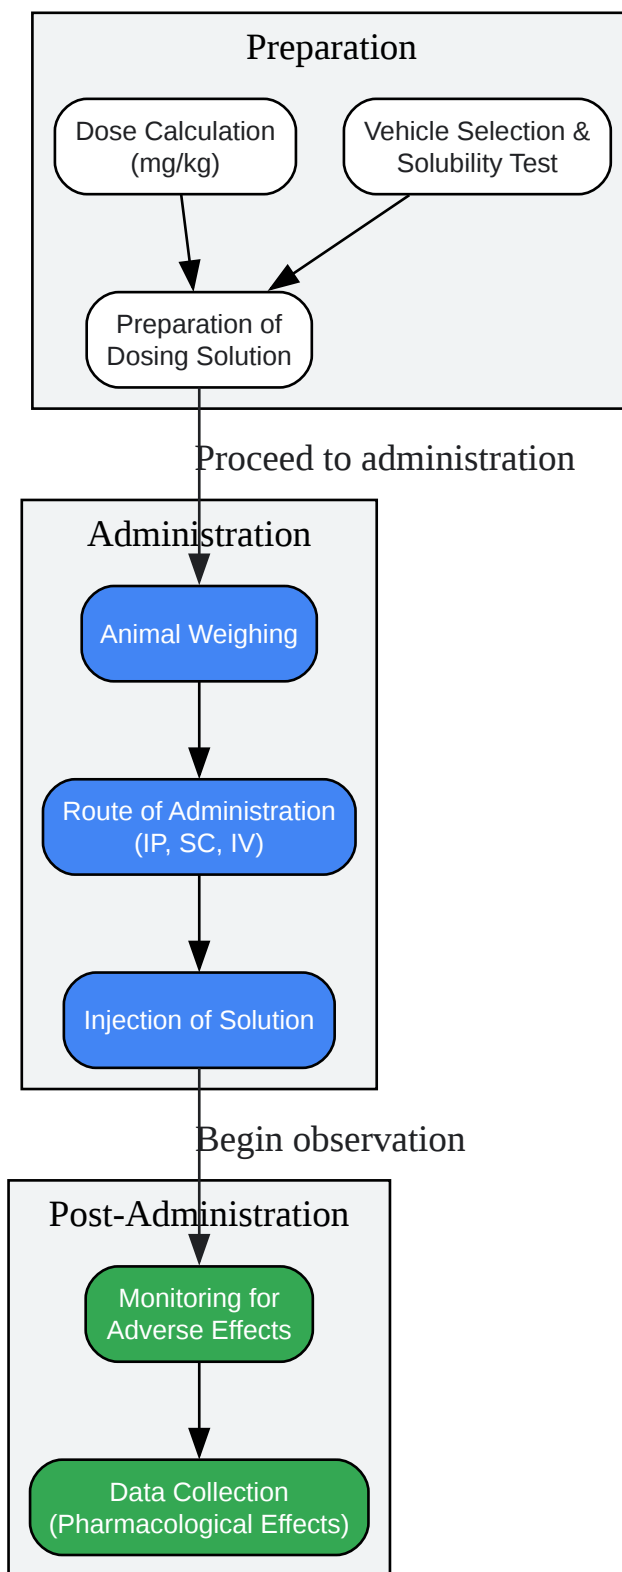 Preparation
Dose Calculation
(mg/kg)
Vehicle Selection &
Solubility Test
Preparation of
Dosing Solution
Proceed to administration
Administration
Animal Weighing
Route of Administration
(IP, SC, IV)
Injection of Solution
Begin observation
Post-Administration
Monitoring for
Adverse Effects
Data Collection
(Pharmacological Effects)